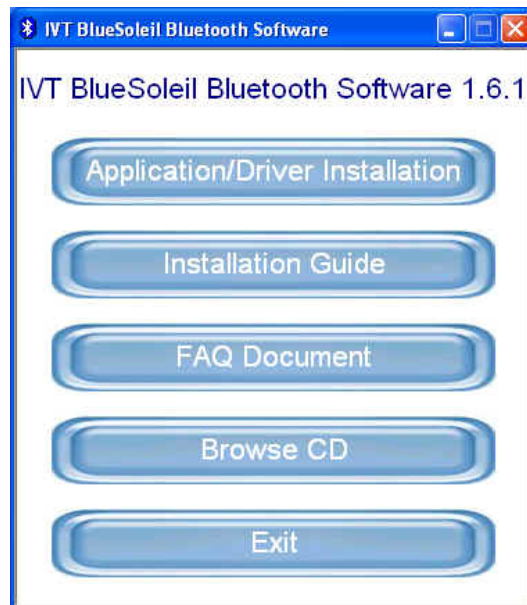 IVT BlueSoleil Bluetooth Software
IVT BlueSoleil Bluetooth Software 1.6.1
Application/Driver Installation
Installation Guide
FAQ Document
Browse CD
Exit